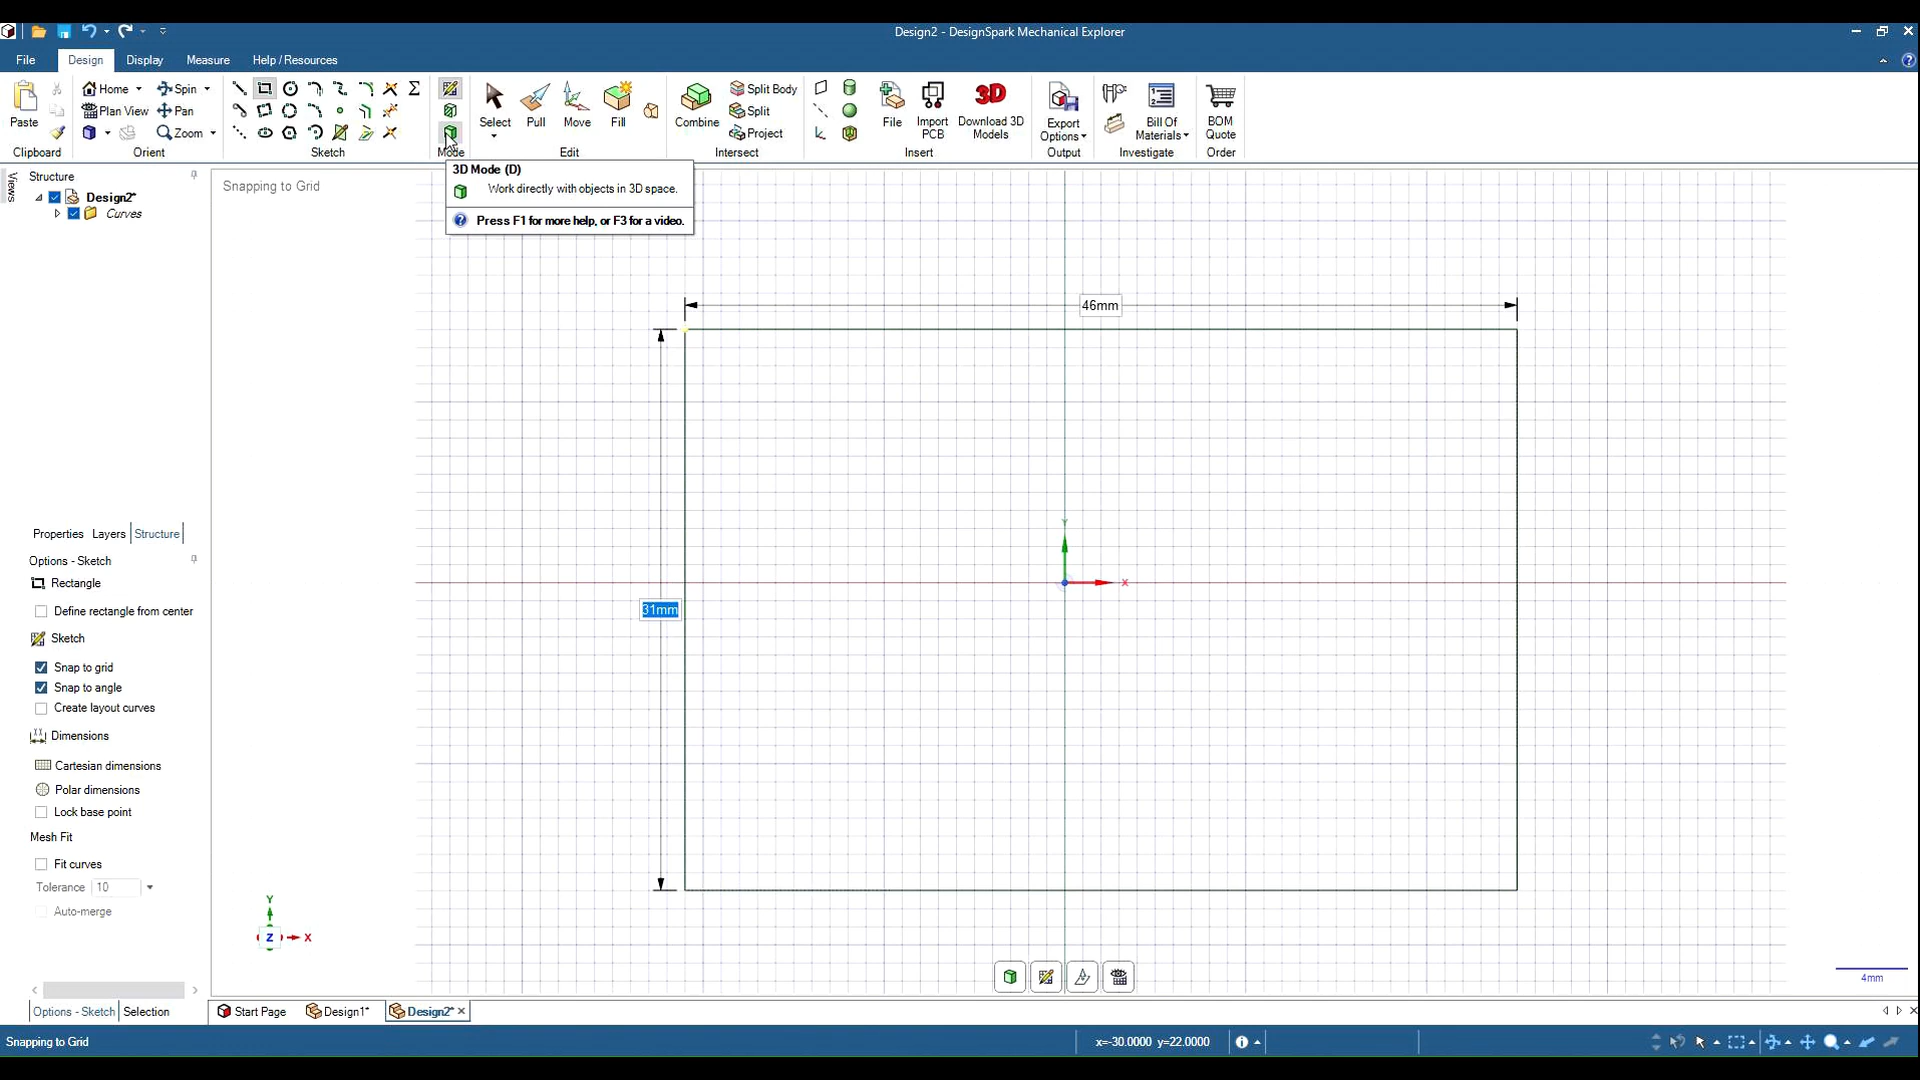 Design2 - DesignSpark Mechanical Explorer
File Design Display Measure Help / Resources
Paste
Home Spin
Plan View Pan
Zoom
Select Pull Move Fill
Combine
Split Body
Split
Project
File
Import PCB
3D
Download 3D Models
Export Options
Bill Of Materials
BOM Quote
Clipboard Orient Sketch Mode Edit Intersect Insert Output Investigate Order
3D Mode (D)
Work directly with objects in 3D space.
Press F1 for more help, or F3 for a video.
Views
Structure
Design2*
Curves
Snapping to Grid
46mm
31mm
Y
X
Properties Layers Structure
Options - Sketch
Rectangle
Define rectangle from center
Sketch
Snap to grid
Snap to angle
Create layout curves
Dimensions
Cartesian dimensions
Polar dimensions
Lock base point
Mesh Fit
Fit curves
Tolerance 10
Auto-merge
Y
Z X
4mm
Options - Sketch Selection
Start Page Design1* Design2*
Snapping to Grid
x=-30.0000 y=22.0000